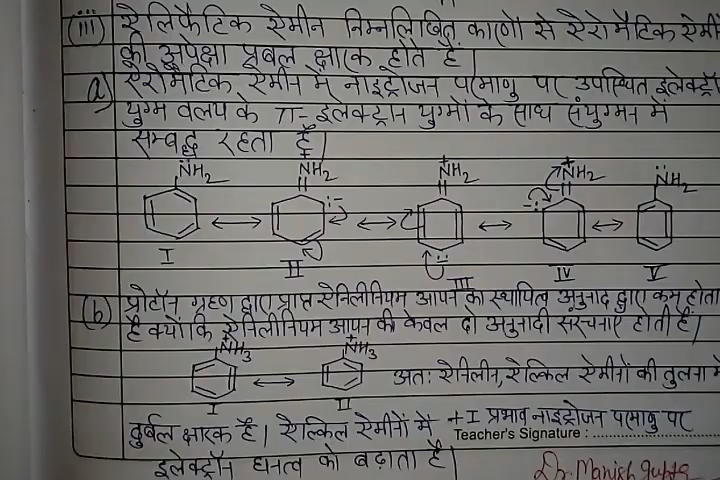 (iii) ऐलिफैटिक ऐमीन निम्नलिखित कारणों से ऐरोमैटिक ऐमी
की अपेक्षा प्रबल क्षारक होते हैं।
a) ऐरोमैटिक ऐमीन में नाइट्रोजन परमाणु पर उपस्थित इलेक्ट्रॉ
युग्म वलय के π-इलेक्ट्रान युग्मों के साथ संयुग्मन में
सम्बद्ध रहता है।
N̈H₂ +NH₂ +NH₂ +NH₂ N̈H₂
I II III IV V
(b) प्रोटॉन ग्रहण द्वारा प्राप्त ऐनिलीनियम आयन का स्थायित्व अनुनाद द्वारा कम होता
है क्यों कि ऐनिलीनियम आयन की केवल दो अनुनादी संरचनाएं होती हैं।
+NH₃ +NH₃
अतः ऐनिलीन, ऐल्किल ऐमीनों की तुलना मे
I II
दुर्बल क्षारक है। ऐल्किल ऐमीनों में +I प्रभाव नाइट्रोजन परमाणु पर
Teacher's Signature :
इलेक्ट्रॉन घनत्व को बढ़ाता है।
Dr. Manish Gupta